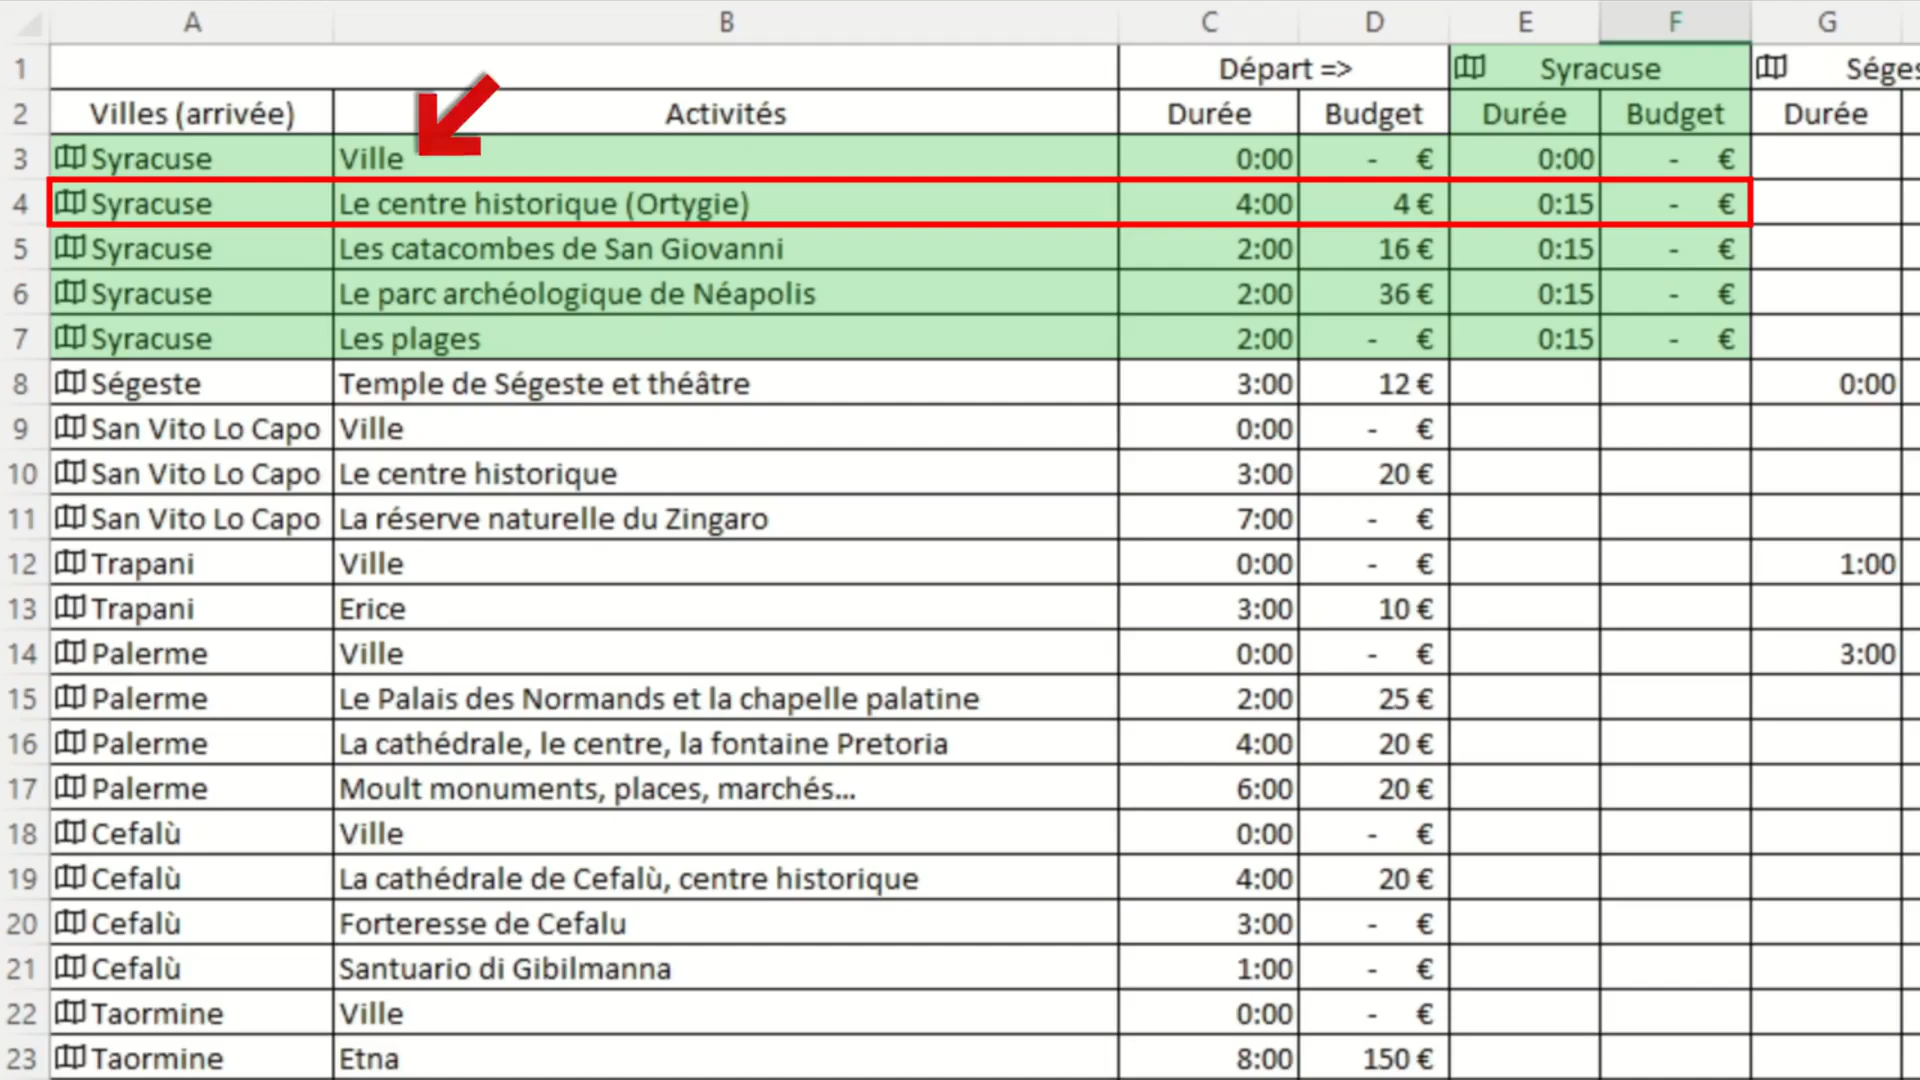 A B C D E F G
1 Départ => Syracuse Séges
2 Villes (arrivée) Activités Durée Budget Durée Budget Durée
3 Syracuse Ville 0:00 - € 0:00 - €
4 Syracuse Le centre historique (Ortygie) 4:00 4 € 0:15 - €
5 Syracuse Les catacombes de San Giovanni 2:00 16 € 0:15 - €
6 Syracuse Le parc archéologique de Néapolis 2:00 36 € 0:15 - €
7 Syracuse Les plages 2:00 - € 0:15 - €
8 Ségeste Temple de Ségeste et théâtre 3:00 12 € 0:00
9 San Vito Lo Capo Ville 0:00 - €
10 San Vito Lo Capo Le centre historique 3:00 20 €
11 San Vito Lo Capo La réserve naturelle du Zingaro 7:00 - €
12 Trapani Ville 0:00 - € 1:00
13 Trapani Erice 3:00 10 €
14 Palerme Ville 0:00 - € 3:00
15 Palerme Le Palais des Normands et la chapelle palatine 2:00 25 €
16 Palerme La cathédrale, le centre, la fontaine Pretoria 4:00 20 €
17 Palerme Moult monuments, places, marchés... 6:00 20 €
18 Cefalù Ville 0:00 - €
19 Cefalù La cathédrale de Cefalù, centre historique 4:00 20 €
20 Cefalù Forteresse de Cefalu 3:00 - €
21 Cefalù Santuario di Gibilmanna 1:00 - €
22 Taormine Ville 0:00 - €
23 Taormine Etna 8:00 150 €